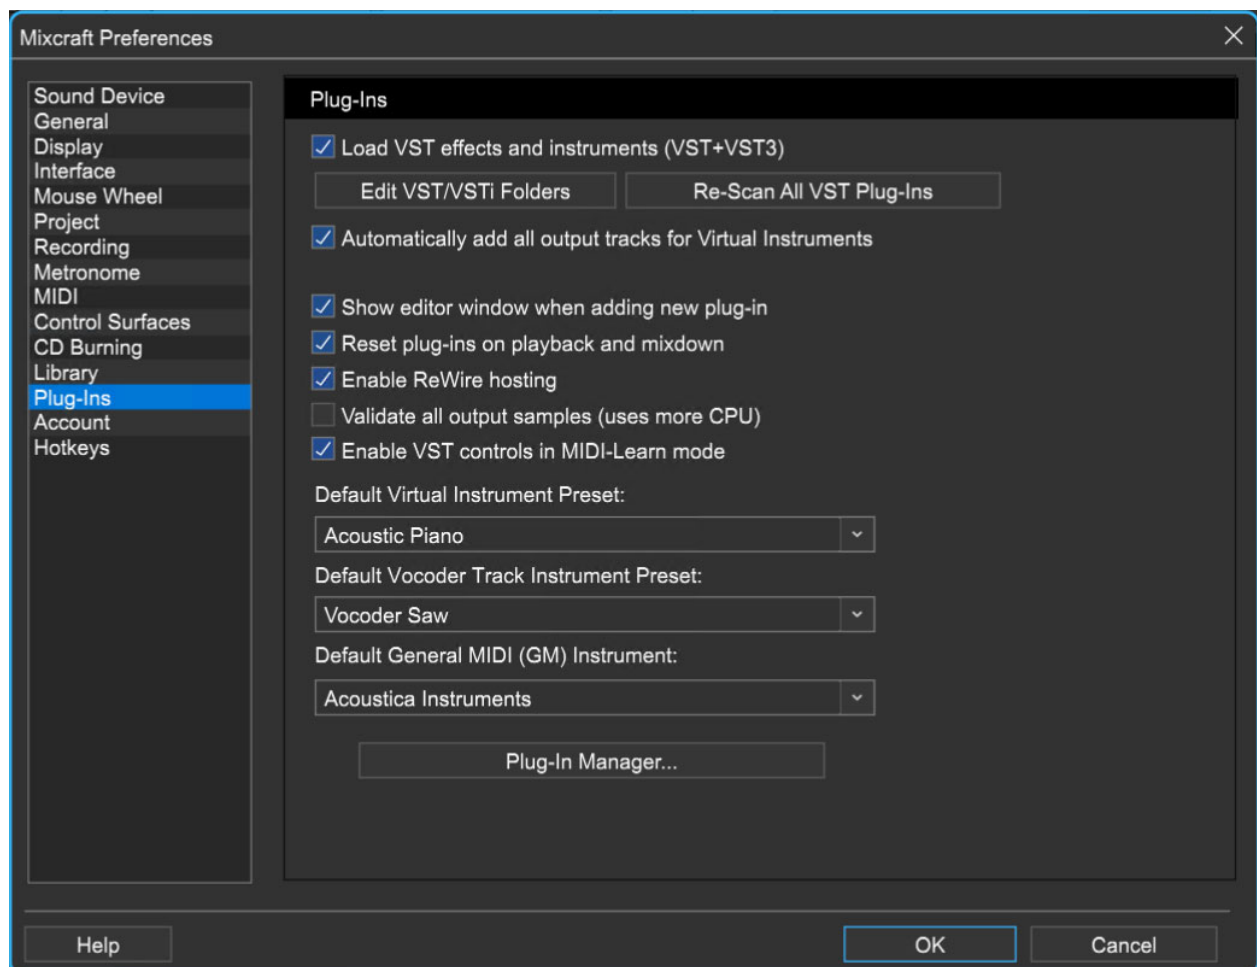 Mixcraft Preferences
Sound Device
General
Display
Interface
Mouse Wheel
Project
Recording
Metronome
MIDI
Control Surfaces
CD Burning
Library
Plug-Ins
Account
Hotkeys
Plug-Ins
Load VST effects and instruments (VST+VST3)
Edit VST/VSTi Folders
Re-Scan All VST Plug-Ins
Automatically add all output tracks for Virtual Instruments
Show editor window when adding new plug-in
Reset plug-ins on playback and mixdown
Enable ReWire hosting
Validate all output samples (uses more CPU)
Enable VST controls in MIDI-Learn mode
Default Virtual Instrument Preset:
Acoustic Piano
Default Vocoder Track Instrument Preset:
Vocoder Saw
Default General MIDI (GM) Instrument:
Acoustica Instruments
Plug-In Manager...
Help
OK
Cancel